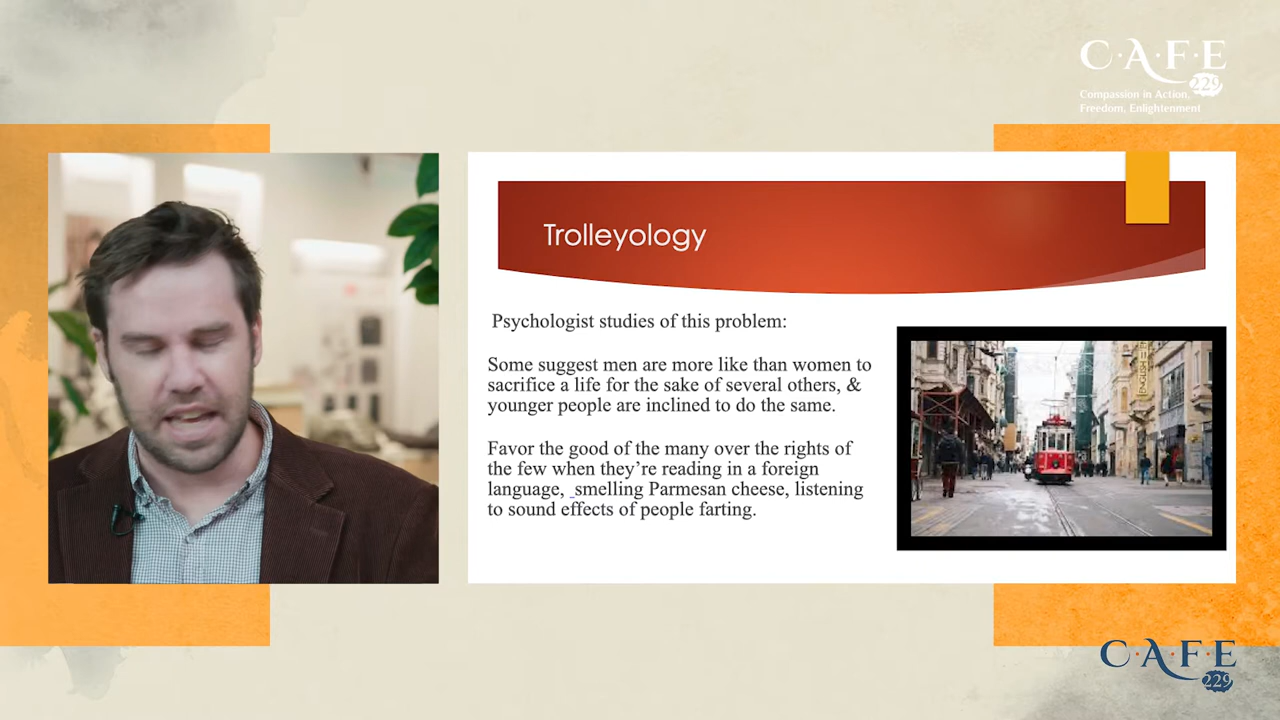 C·A·F·E
229
Compassion in Action,
Freedom, Enlightenment
Trolleyology
Psychologist studies of this problem:
Some suggest men are more like than women to
sacrifice a life for the sake of several others, &
younger people are inclined to do the same.
Favor the good of the many over the rights of
the few when they’re reading in a foreign
language, _smelling Parmesan cheese, listening
to sound effects of people farting.
ENGLISH
C·A·F·E
229